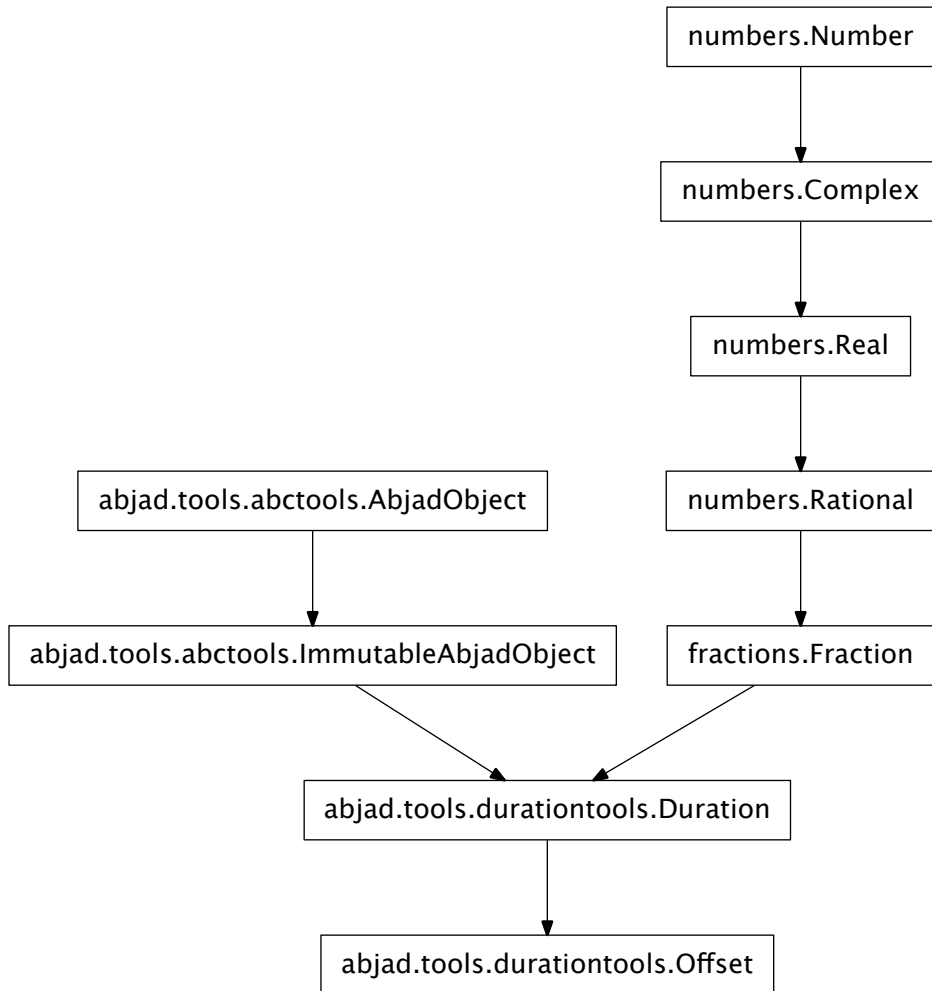 numbers.Number
numbers.Complex
numbers.Real
abjad.tools.abctools.AbjadObject
numbers.Rational
abjad.tools.abctools.ImmutableAbjadObject
fractions.Fraction
abjad.tools.durationtools.Duration
abjad.tools.durationtools.Offset